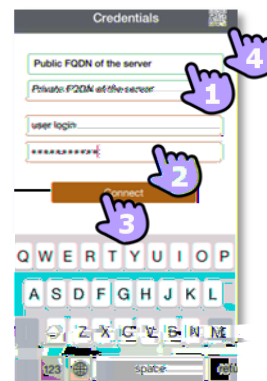 Credentials
4
Public FQDN of the server
1
Private FQDN of the server
user login
***********
2
Connect
3
Q W E R T Y U I O P
A S D F G H J K L
Z X C V B N M
123 space retu